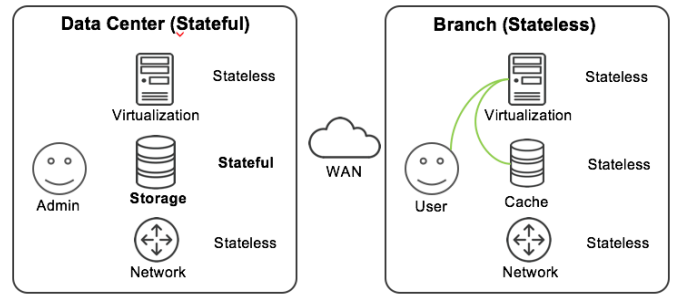 Data Center (Stateful)
Stateless
Virtualization
Stateful
Storage
Admin
Stateless
Network
WAN
Branch (Stateless)
Stateless
Virtualization
Stateless
Cache
User
Stateless
Network